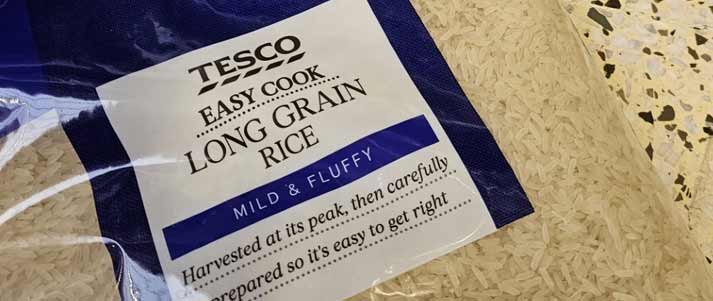 TESCO
EASY COOK
LONG GRAIN
RICE
MILD & FLUFFY
Harvested at its peak, then carefully
prepared so it's easy to get right